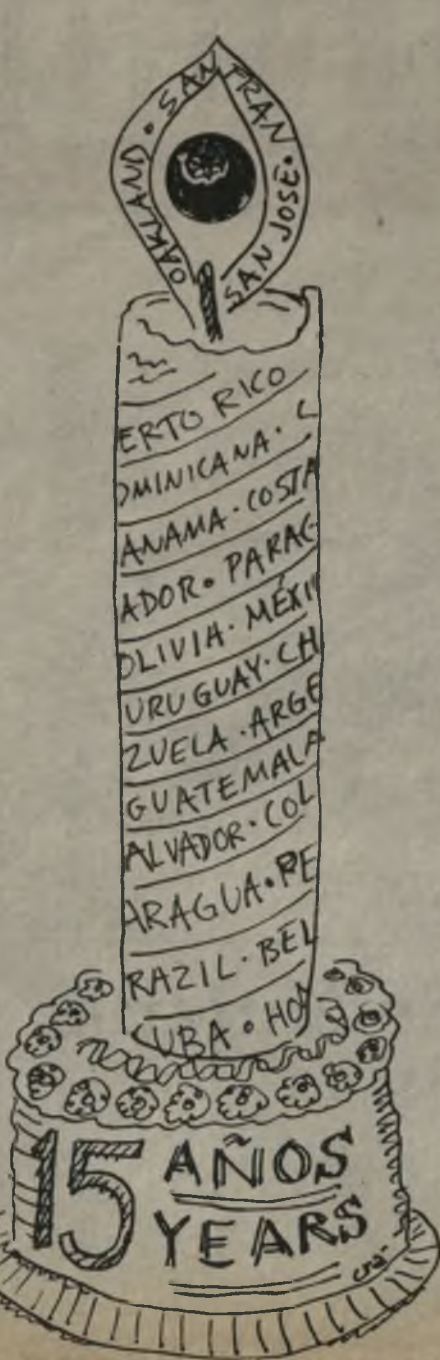 OAKLAND • SAN FRAN • SAN JOSÉ •
ERTO RICO
OMINICANA • C
ANAMA • COSTA
ADOR • PARAG
OLIVIA • MÉXI
URUGUAY • CH
ZUELA • ARGE
GUATEMALA
ALVADOR • COL
ARAGUA • PE
RAZIL • BEL
CUBA • HO
15 AÑOS
YEARS